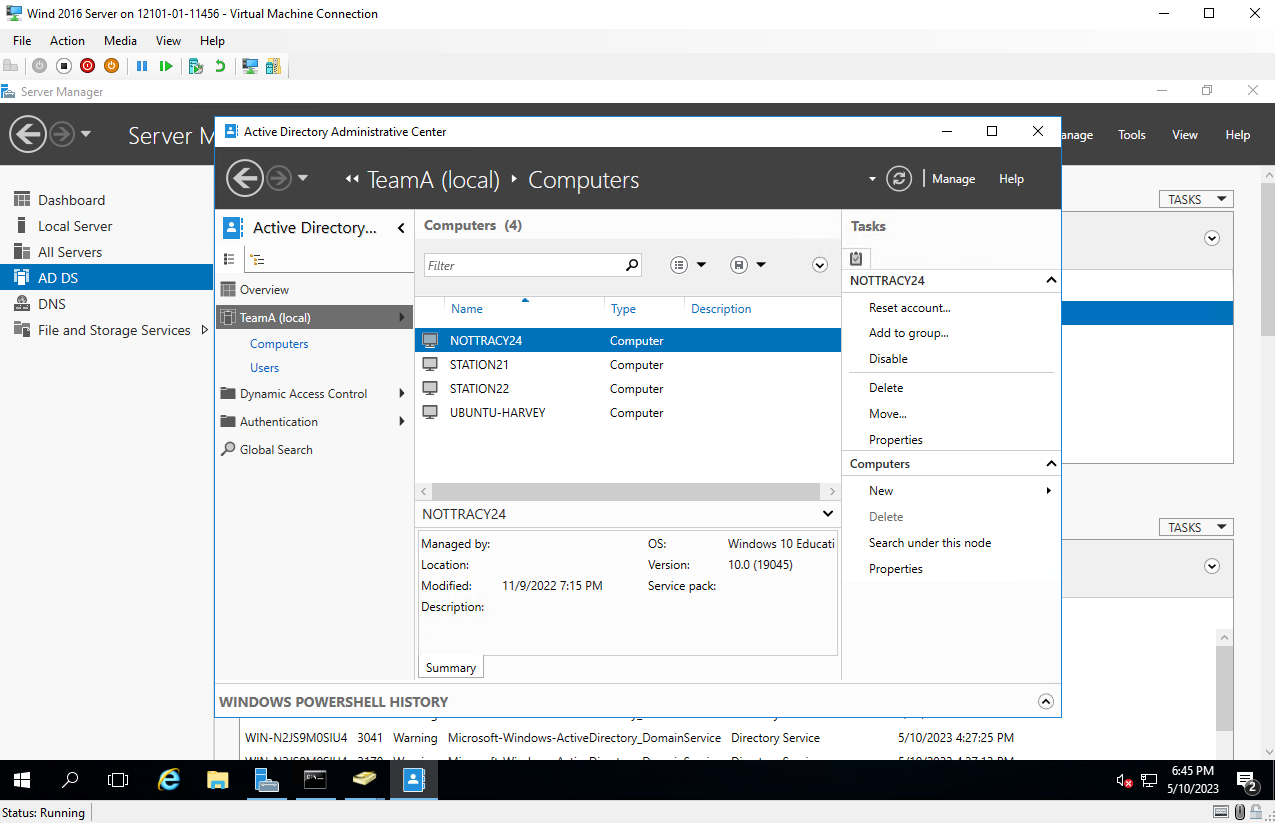 Wind 2016 Server on 12101-01-11456 - Virtual Machine Connection
File Action Media View Help
Server Manager
Server M
anage Tools View Help
Active Directory Administrative Center
TeamA (local) Computers
Manage Help
Dashboard
Local Server
All Servers
AD DS
DNS
File and Storage Services
Active Directory...
Overview
TeamA (local)
Computers
Users
Dynamic Access Control
Authentication
Global Search
Computers (4)
Filter
Name Type Description
NOTTRACY24 Computer
STATION21 Computer
STATION22 Computer
UBUNTU-HARVEY Computer
NOTTRACY24
Managed by:
Location:
Modified: 11/9/2022 7:15 PM
Description:
OS: Windows 10 Educati
Version: 10.0 (19045)
Service pack:
Summary
Tasks
NOTTRACY24
Reset account...
Add to group...
Disable
Delete
Move...
Properties
Computers
New
Delete
Search under this node
Properties
TASKS
TASKS
WINDOWS POWERSHELL HISTORY
WIN-N2JS9M0SIU4 3041 Warning Microsoft-Windows-ActiveDirectory_DomainService Directory Service 5/10/2023 4:27:25 PM
6:45 PM
5/10/2023
2
Status: Running